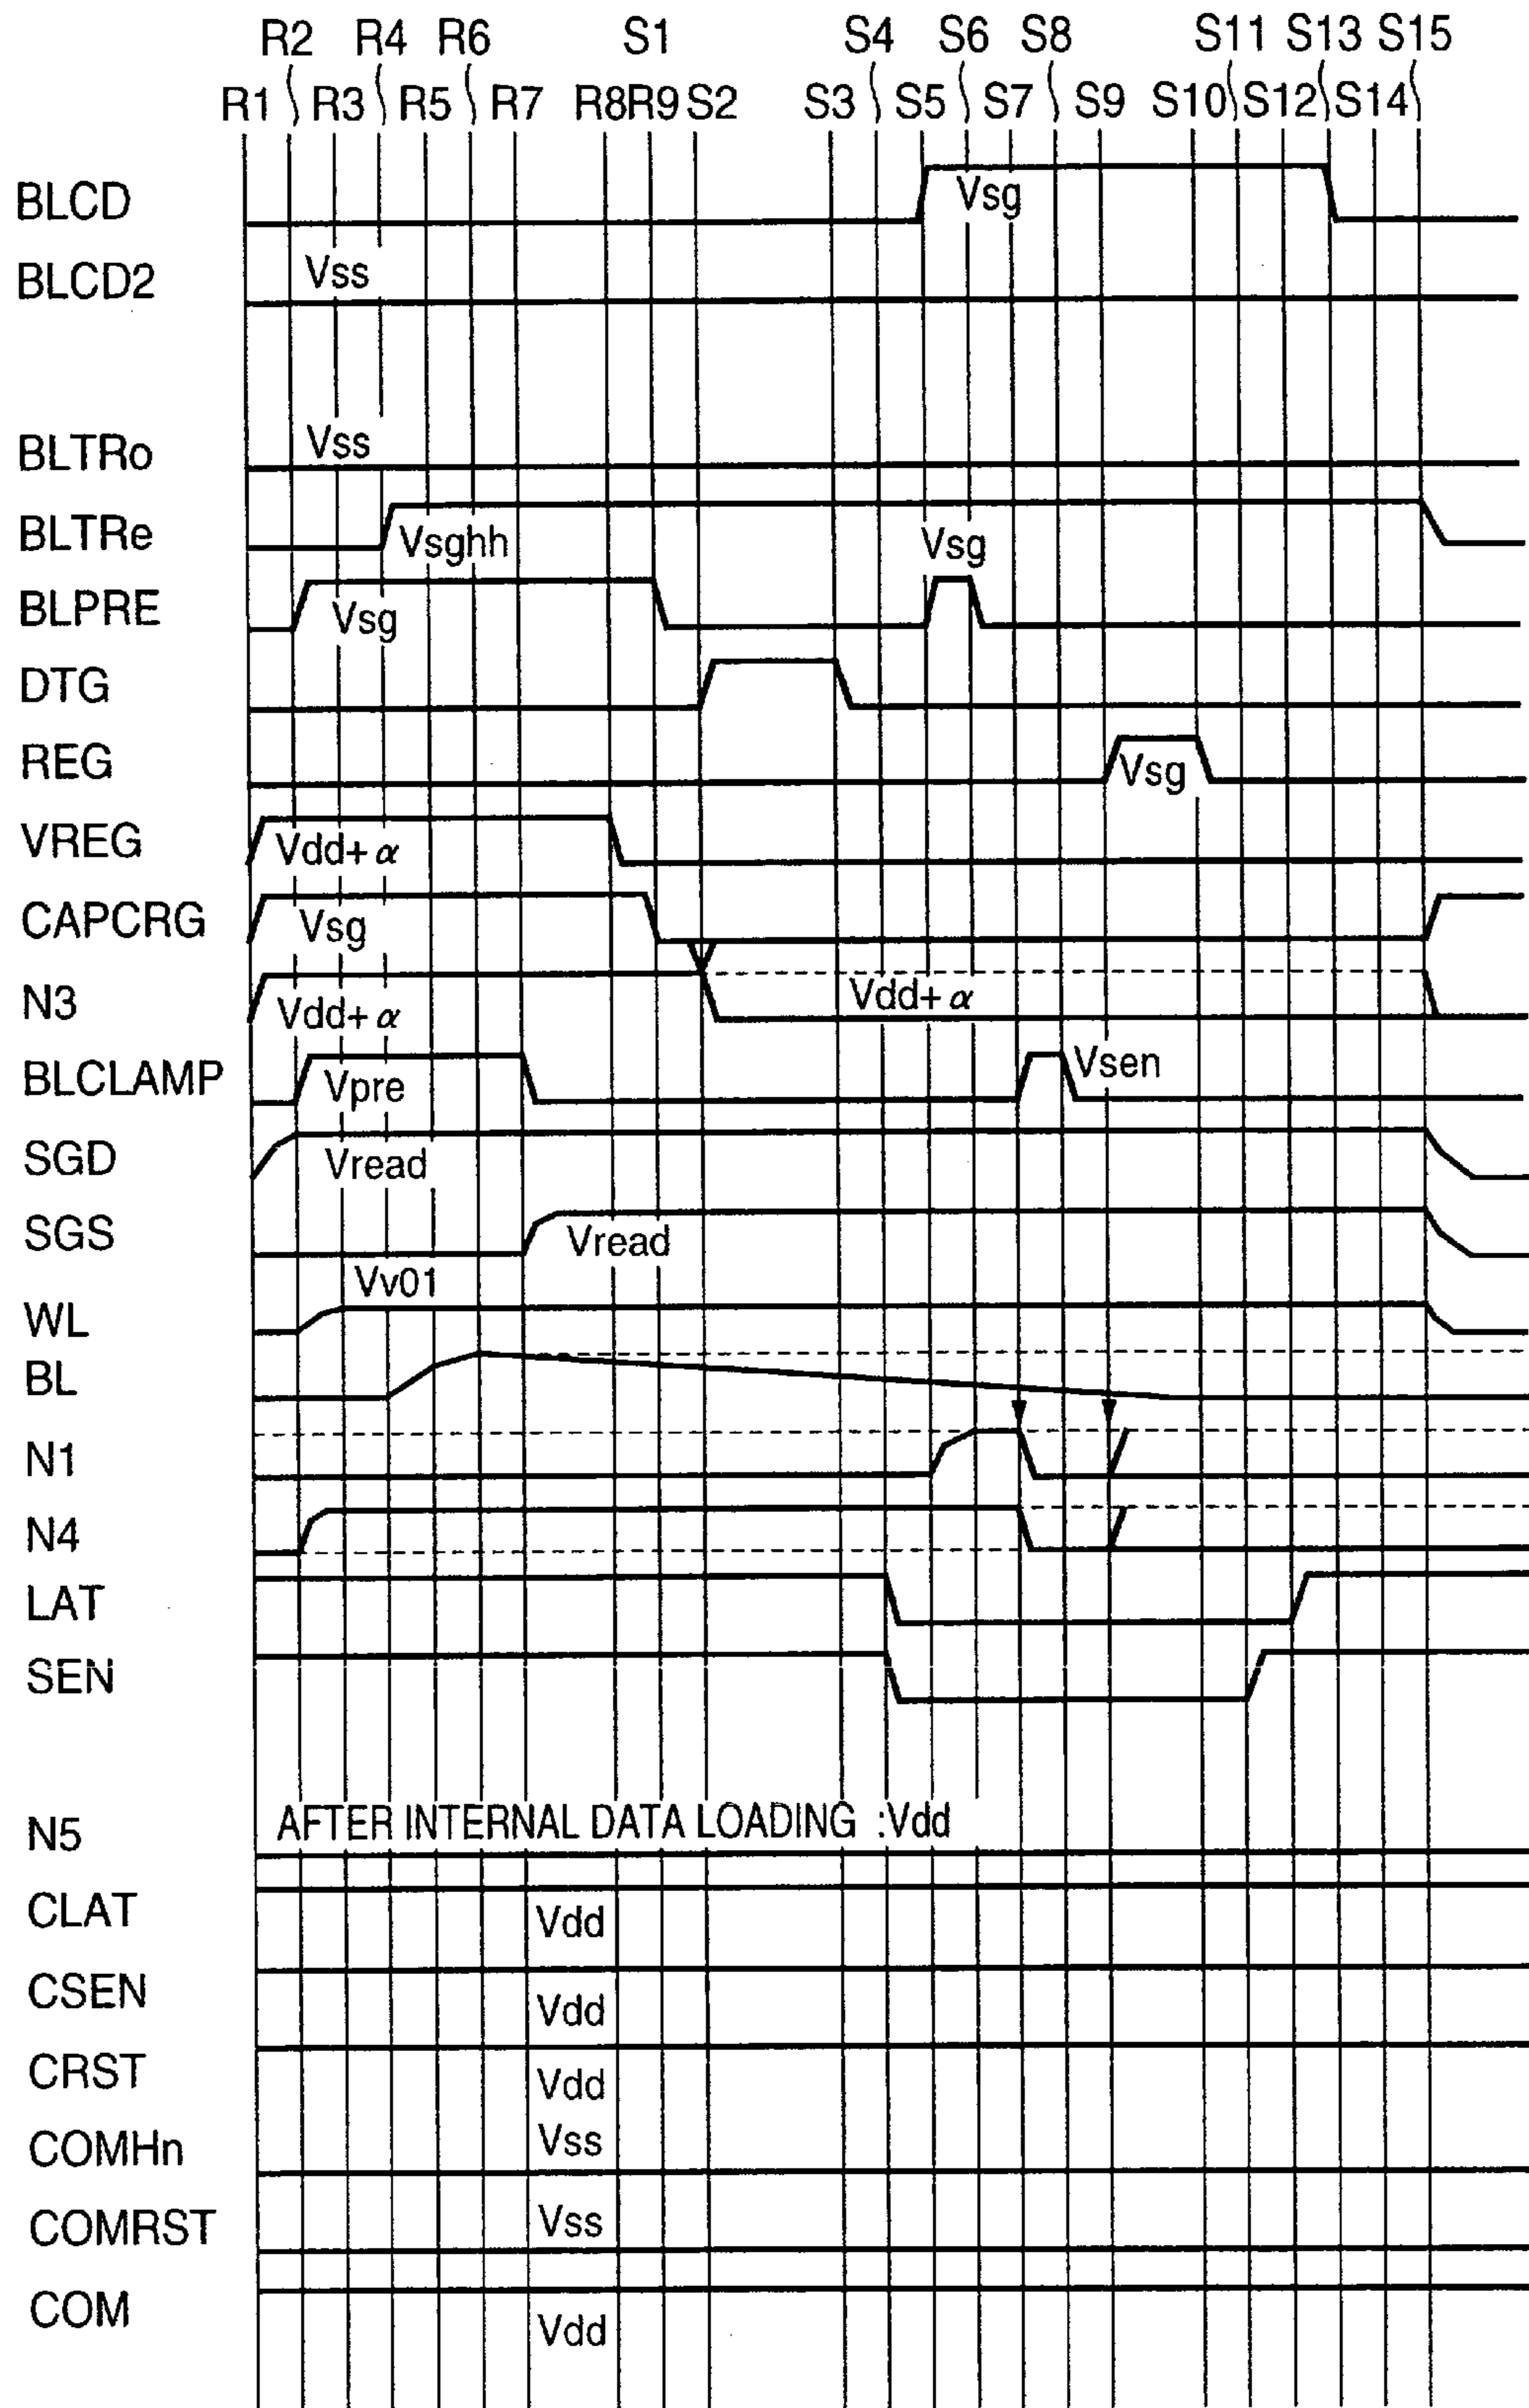 R2 R4 R6 S1 S4 S6 S8 S11 S13 S15
R1 R3 R5 R7 R8R9 S2 S3 S5 S7 S9 S10 S12 S14
BLCD Vsg
BLCD2 Vss
BLTRo Vss
BLTRe Vsghh
BLPRE Vsg Vsg
DTG
REG Vsg
VREG Vdd+α
CAPCRG Vsg
N3 Vdd+α Vdd+α
BLCLAMP Vpre Vsen
SGD Vread
SGS Vread
WL Vv01
BL
N1
N4
LAT
SEN
N5 AFTER INTERNAL DATA LOADING :Vdd
CLAT Vdd
CSEN Vdd
CRST Vdd
COMHn Vss
COMRST Vss
COM Vdd